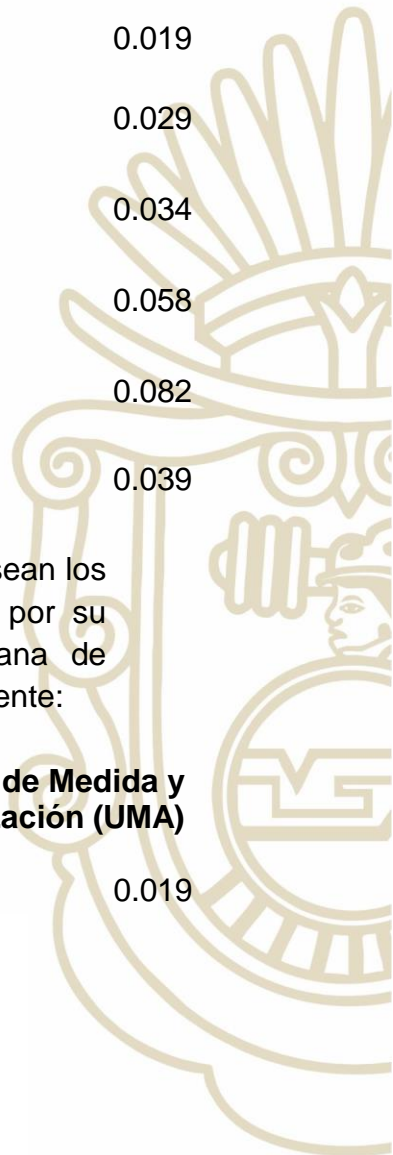 0.019
0.029
0.034
0.058
0.082
0.039
sean los
por su
ana de
ente:
de Medida y
ación (UMA)
0.019